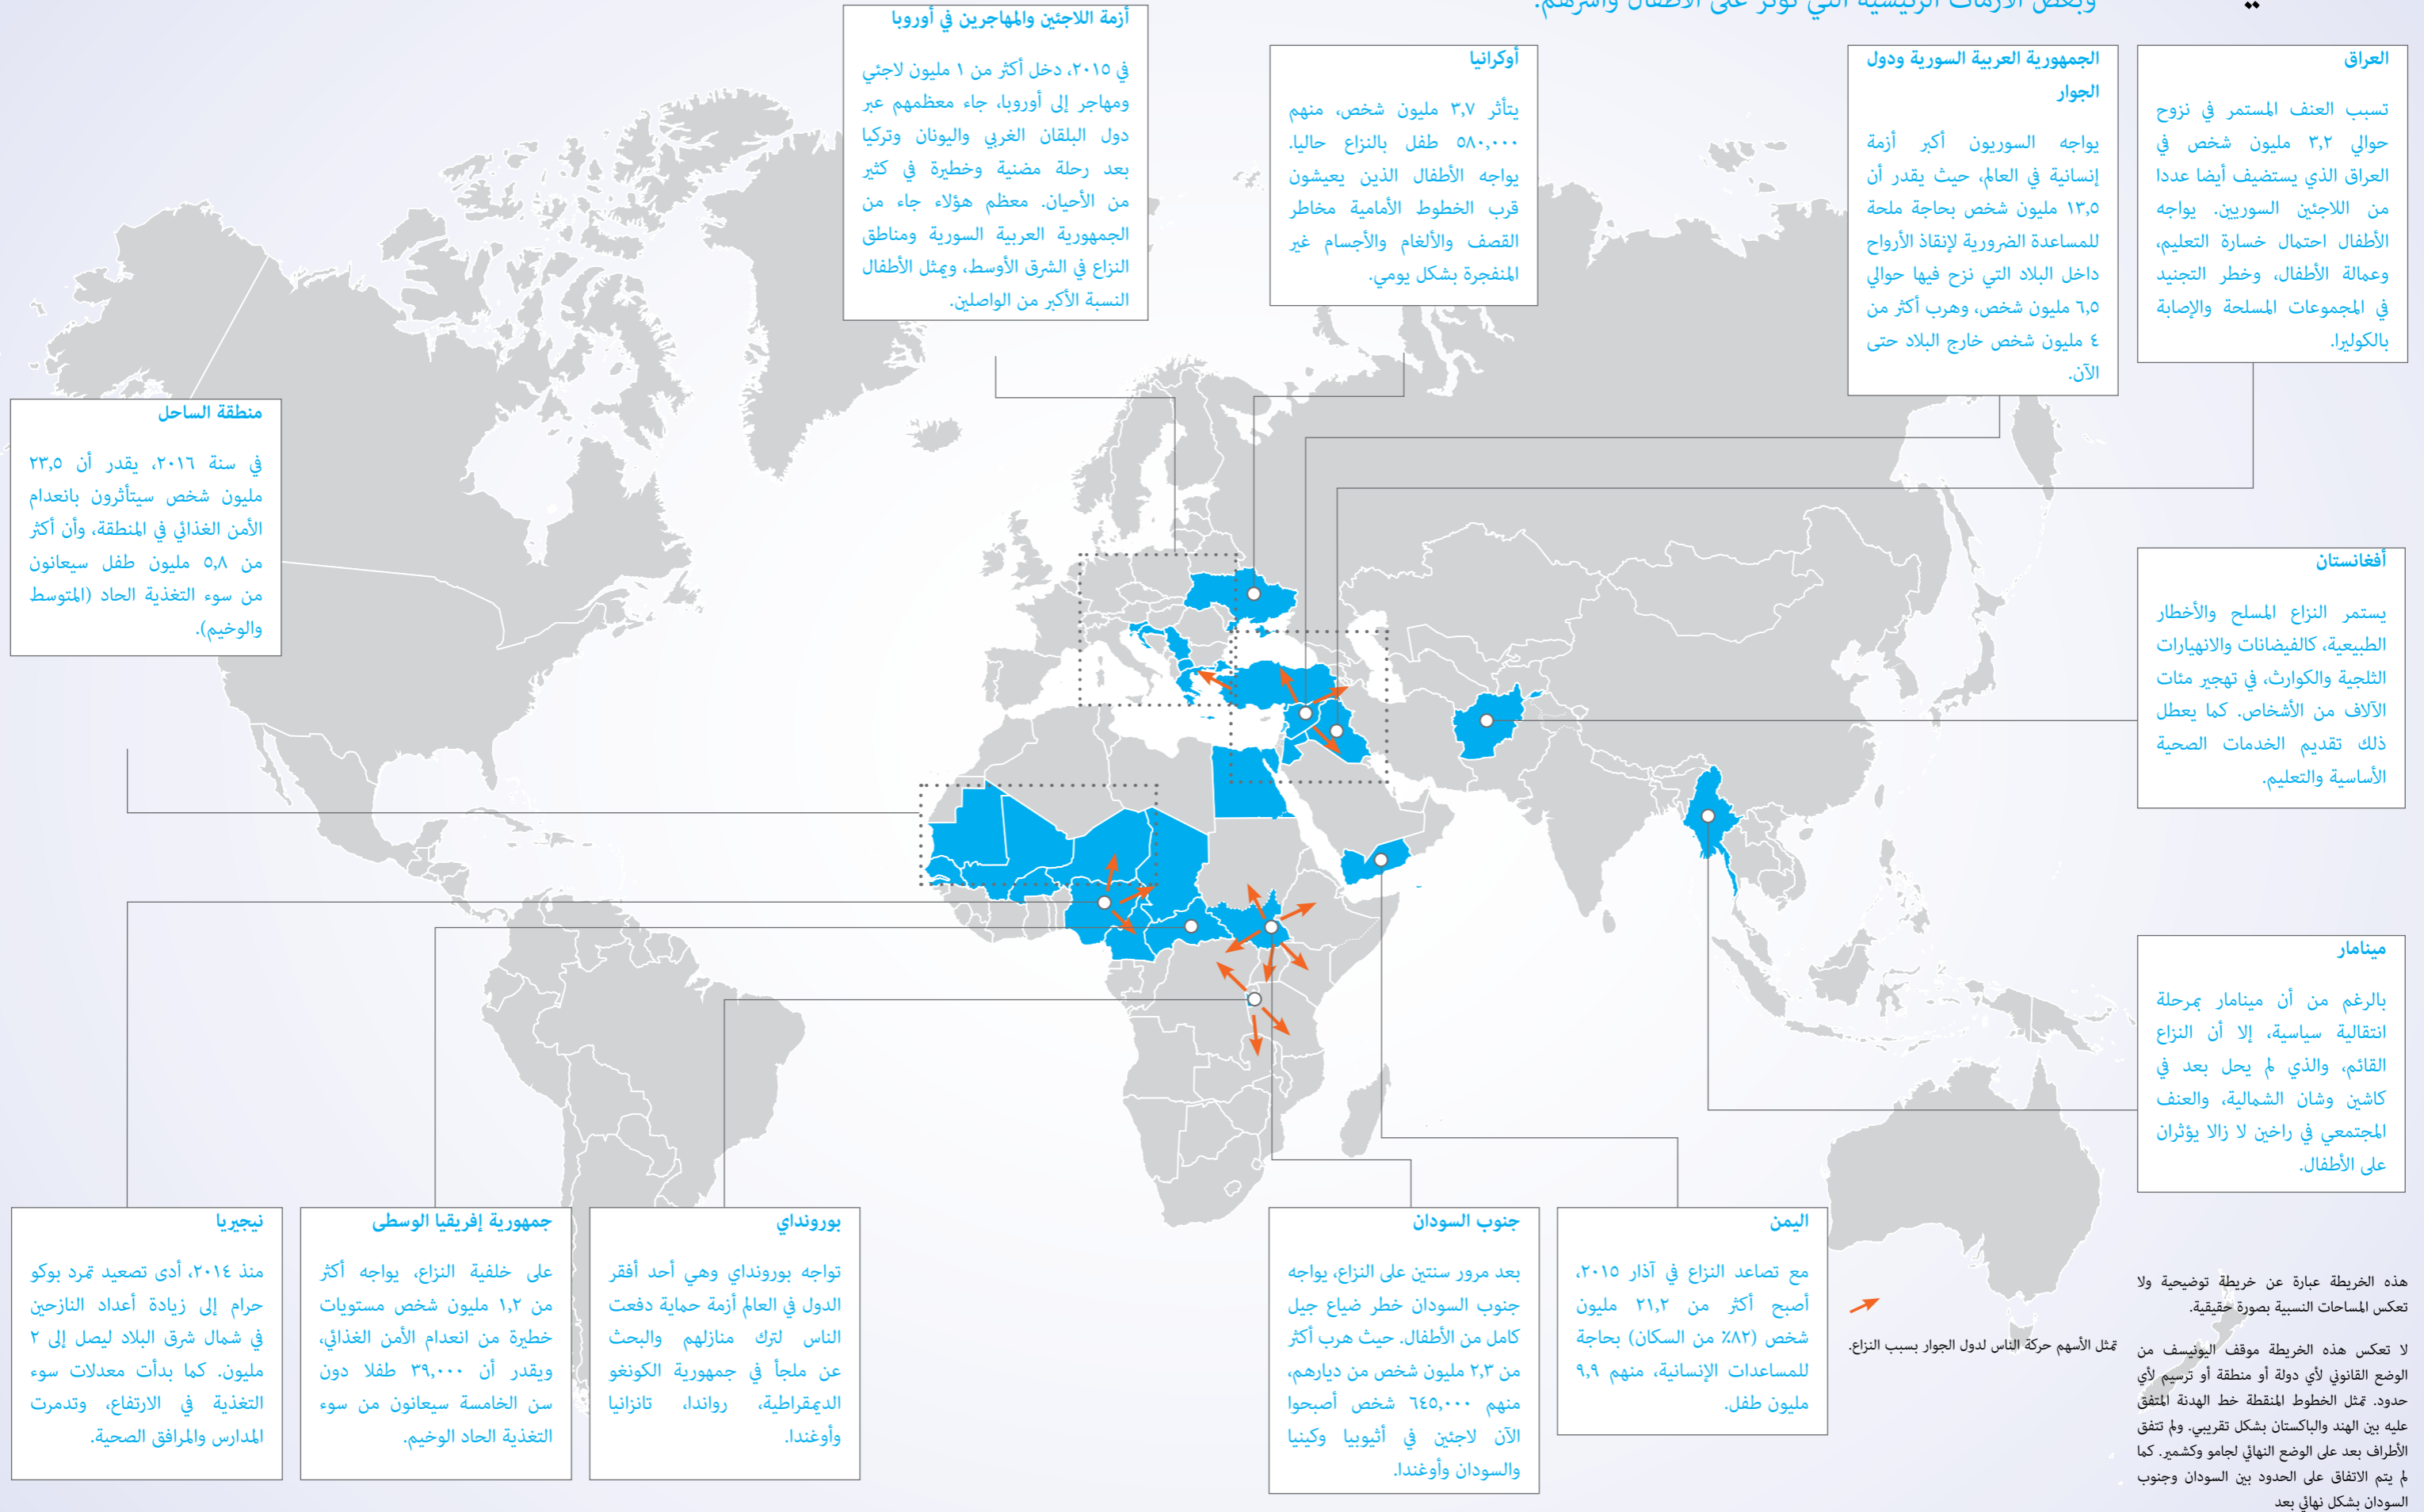 وبعض الأزمات الرئيسية التي تؤثر على الأطفال وأسرهم.
العراق
تسبب العنف المستمر في نزوح
حوالي ٣,٢ مليون شخص في
العراق الذي يستضيف أيضا عددا
من اللاجئين السوريين. يواجه
الأطفال احتمال خسارة التعليم،
وعمالة الأطفال، وخطر التجنيد
في المجموعات المسلحة والإصابة
بالكوليرا.
الجمهورية العربية السورية ودول
الجوار
يواجه السوريون أكبر أزمة
إنسانية في العالم، حيث يقدر أن
١٣,٥ مليون شخص بحاجة ملحة
للمساعدة الضرورية لإنقاذ الأرواح
داخل البلاد التي نزح فيها حوالي
٦,٥ مليون شخص، وهرب أكثر من
٤ مليون شخص خارج البلاد حتى
الآن.
أوكرانيا
يتأثر ٣,٧ مليون شخص، منهم
٥٨٠,٠٠٠ طفل بالنزاع حاليا.
يواجه الأطفال الذين يعيشون
قرب الخطوط الأمامية مخاطر
القصف والألغام والأجسام غير
المنفجرة بشكل يومي.
أزمة اللاجئين والمهاجرين في أوروبا
في ٢٠١٥، دخل أكثر من ١ مليون لاجئي
ومهاجر إلى أوروبا، جاء معظمهم عبر
دول البلقان الغربي واليونان وتركيا
بعد رحلة مضنية وخطيرة في كثير
من الأحيان. معظم هؤلاء جاء من
الجمهورية العربية السورية ومناطق
النزاع في الشرق الأوسط، ويمثل الأطفال
النسبة الأكبر من الواصلين.
منطقة الساحل
في سنة ٢٠١٦، يقدر أن ٢٣,٥
مليون شخص سيتأثرون بانعدام
الأمن الغذائي في المنطقة، وأن أكثر
من ٥,٨ مليون طفل سيعانون
من سوء التغذية الحاد (المتوسط
والوخيم).
أفغانستان
يستمر النزاع المسلح والأخطار
الطبيعية، كالفيضانات والانهيارات
الثلجية والكوارث، في تهجير مئات
الآلاف من الأشخاص. كما يعطل
ذلك تقديم الخدمات الصحية
الأساسية والتعليم.
مينامار
بالرغم من أن مينامار بمرحلة
انتقالية سياسية، إلا أن النزاع
القائم، والذي لم يحل بعد في
كاشين وشان الشمالية، والعنف
المجتمعي في راخين لا زالا يؤثران
على الأطفال.
اليمن
مع تصاعد النزاع في آذار ٢٠١٥،
أصبح أكثر من ٢١,٢ مليون
شخص (٨٢٪ من السكان) بحاجة
للمساعدات الإنسانية، منهم ٩,٩
مليون طفل.
جنوب السودان
بعد مرور سنتين على النزاع، يواجه
جنوب السودان خطر ضياع جيل
كامل من الأطفال. حيث هرب أكثر
من ٢,٣ مليون شخص من ديارهم،
منهم ٦٤٥,٠٠٠ شخص أصبحوا
الآن لاجئين في أثيوبيا وكينيا
والسودان وأوغندا.
بورونداي
تواجه بورونداي وهي أحد أفقر
الدول في العالم أزمة حماية دفعت
الناس لترك منازلهم والبحث
عن ملجأ في جمهورية الكونغو
الديمقراطية، رواندا، تانزانيا
وأوغندا.
جمهورية إفريقيا الوسطى
على خلفية النزاع، يواجه أكثر
من ١,٢ مليون شخص مستويات
خطيرة من انعدام الأمن الغذائي،
ويقدر أن ٣٩,٠٠٠ طفلا دون
سن الخامسة سيعانون من سوء
التغذية الحاد الوخيم.
نيجيريا
منذ ٢٠١٤، أدى تصعيد تمرد بوكو
حرام إلى زيادة أعداد النازحين
في شمال شرق البلاد ليصل إلى ٢
مليون. كما بدأت معدلات سوء
التغذية في الارتفاع، وتدمرت
المدارس والمرافق الصحية.
تمثل الأسهم حركة الناس لدول الجوار بسبب النزاع.
هذه الخريطة عبارة عن خريطة توضيحية ولا
تعكس المساحات النسبية بصورة حقيقية.
لا تعكس هذه الخريطة موقف اليونيسف من
الوضع القانوني لأي دولة أو منطقة أو ترسيم لأي
حدود. تمثل الخطوط المنقطة خط الهدنة المتفق
عليه بين الهند والباكستان بشكل تقريبي. ولم تتفق
الأطراف بعد على الوضع النهائي لجامو وكشمير. كما
لم يتم الاتفاق على الحدود بين السودان وجنوب
السودان بشكل نهائي بعد